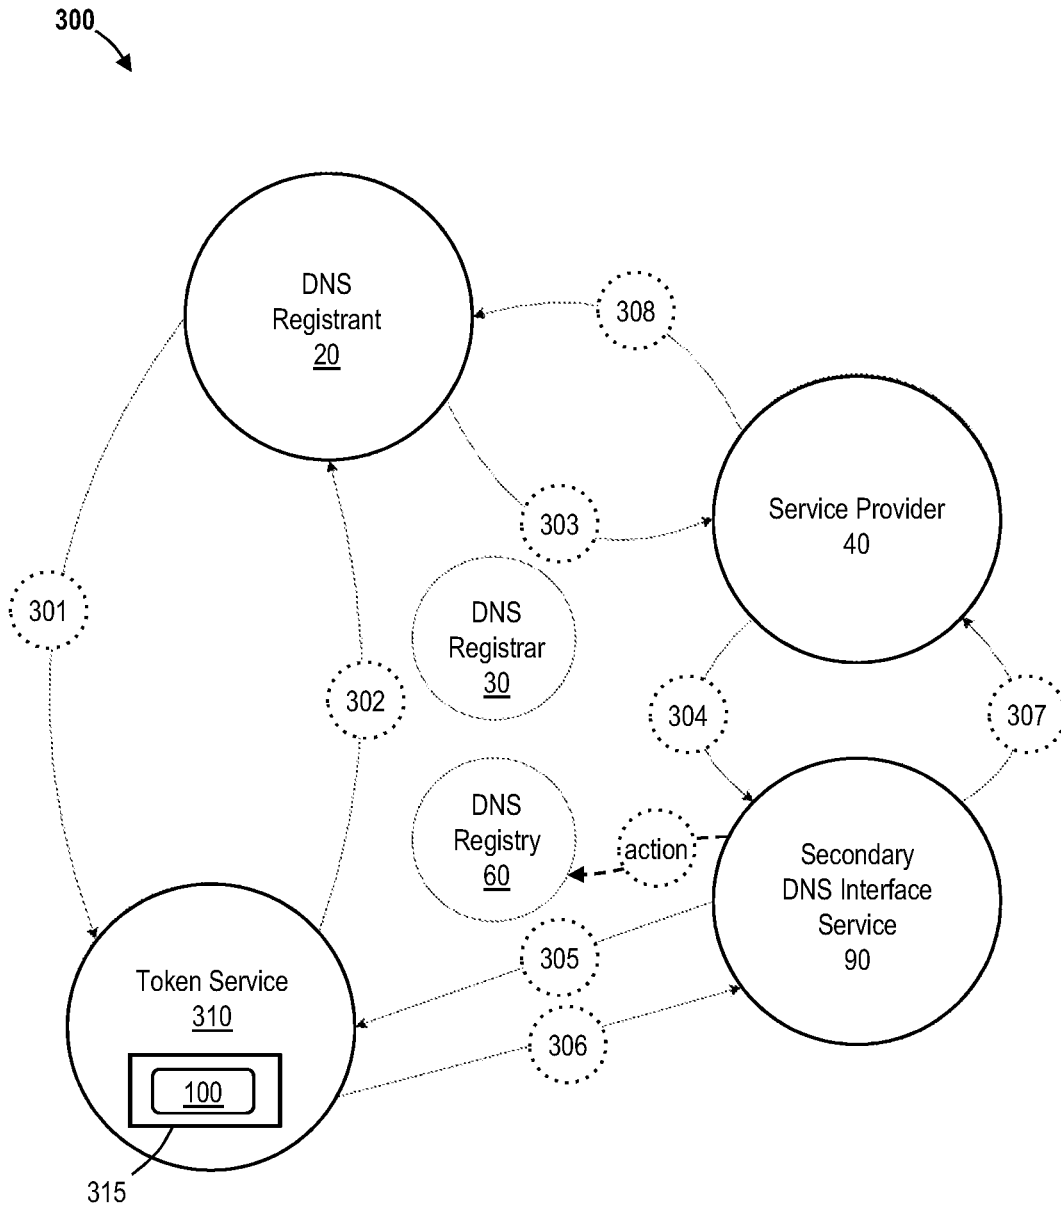 300
DNS
Registrant
20
308
303
Service Provider
40
301
DNS
Registrar
30
302
304
307
DNS
Registry
60
action
Secondary
DNS Interface
Service
90
305
Token Service
310
306
100
315